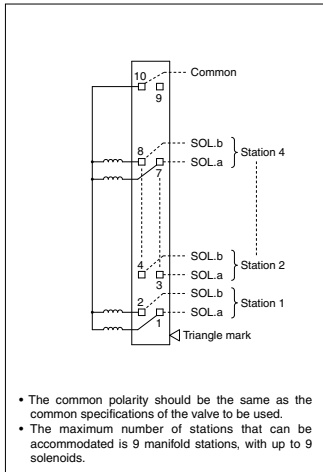 10
Common
9
8
SOL.b
SOL.a
Station 4
7
SOL.b
4
Station 2
SOL.a
3
SOL.b
2
Station 1
SOL.a
1
Triangle mark
• The common polarity should be the same as the
common specifications of the valve to be used.
• The maximum number of stations that can be
accommodated is 9 manifold stations, with up to 9
solenoids.